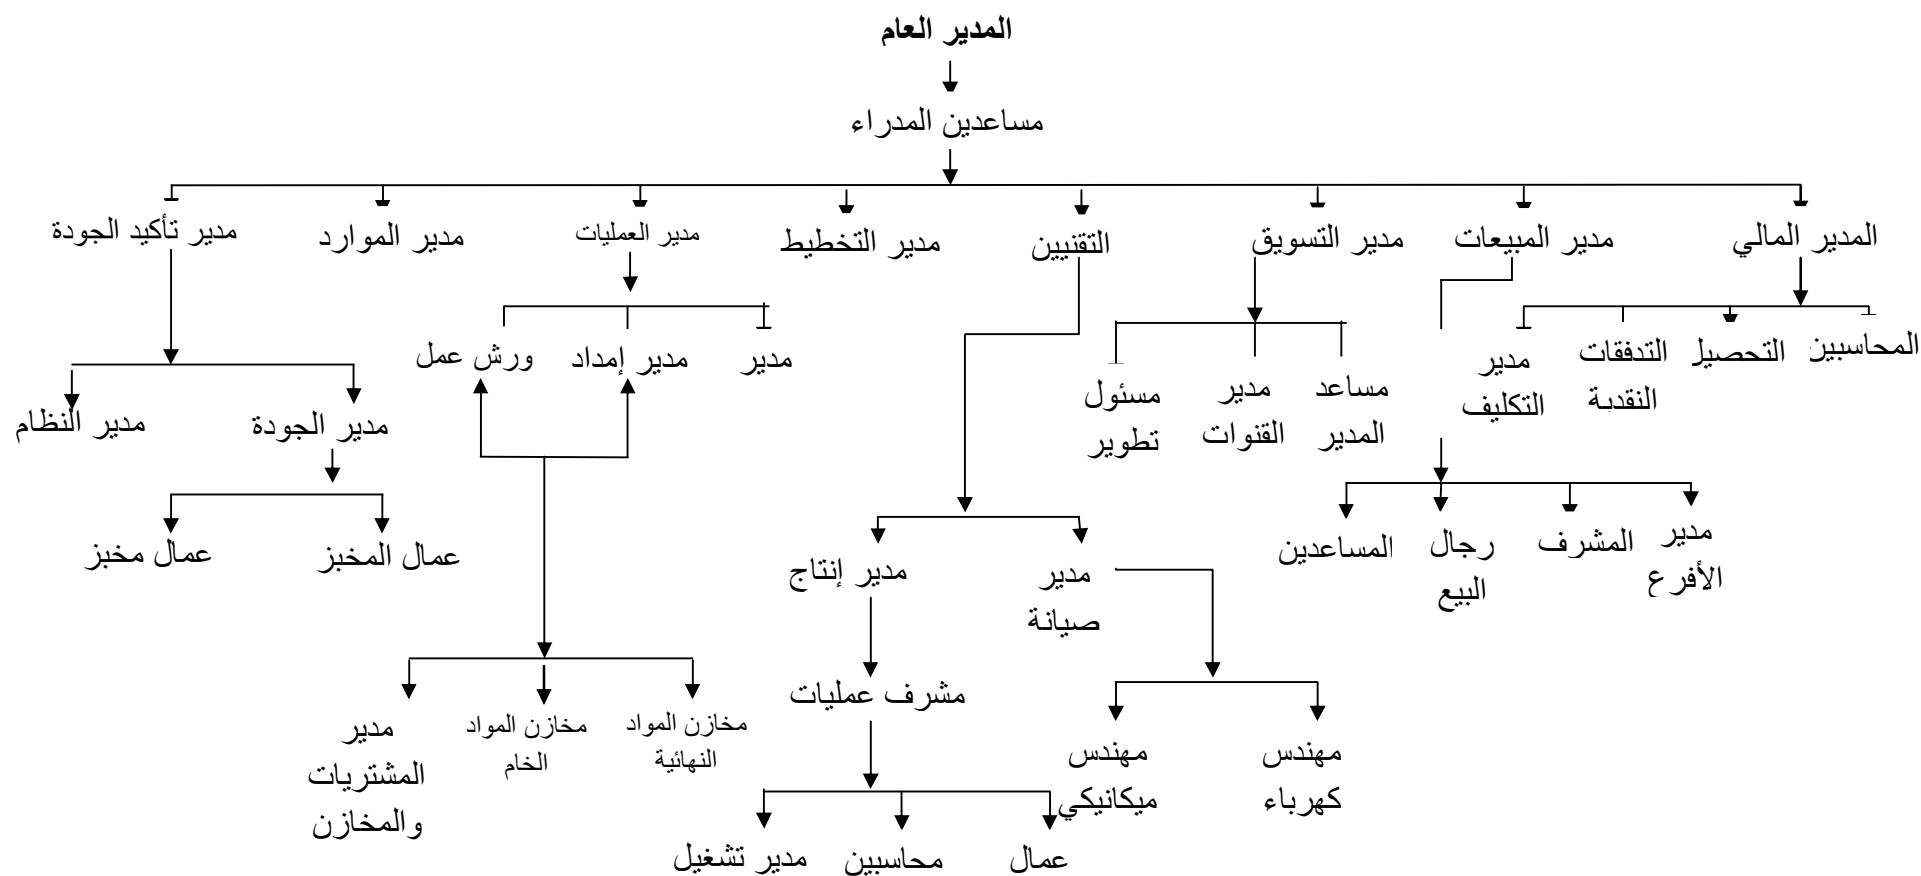 المدير العام
مساعدين المدراء
المدير المالي
مدير المبيعات
مدير التسويق
التقنيين
مدير التخطيط
مدير العمليات
مدير الموارد
مدير تأكيد الجودة
المحاسبين
التحصيل
التدفقات
النقدية
مدير
التكليف
مساعد
المدير
مدير
القنوات
مسئول
تطوير
مدير
مدير إمداد
ورش عمل
مدير الجودة
مدير النظام
مدير
الأفرع
المشرف
رجال
البيع
المساعدين
عمال المخبز
عمال مخبز
مدير
صيانة
مدير إنتاج
مشرف عمليات
مخازن المواد
النهائية
مخازن المواد
الخام
مدير
المشتريات
والمخازن
مهندس
كهرباء
مهندس
ميكانيكي
عمال
محاسبين
مدير تشغيل